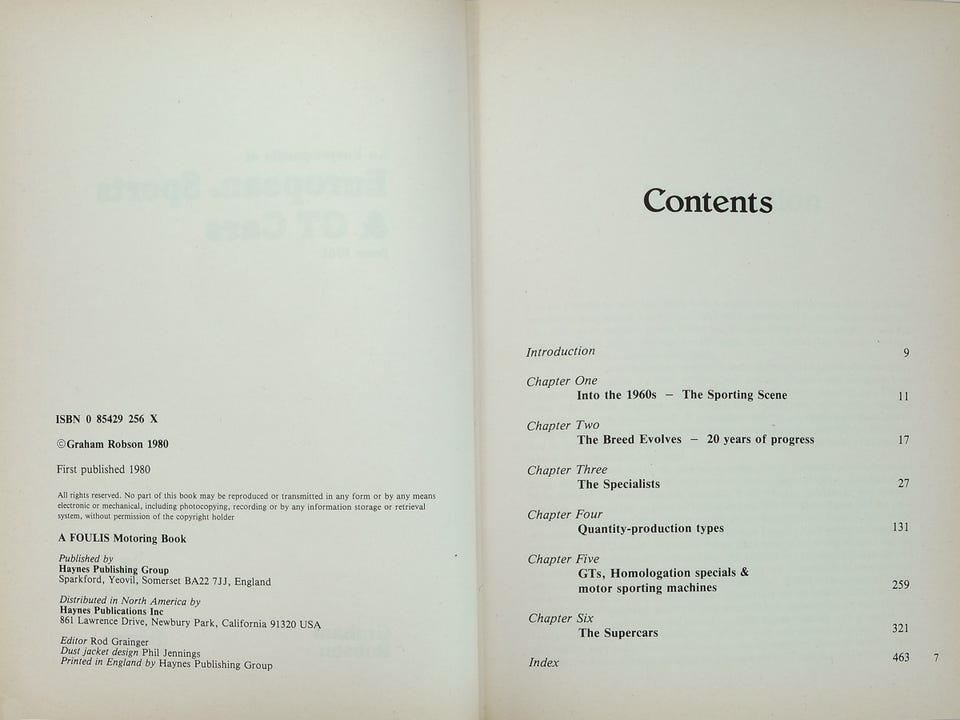 ISBN 0 85429 256 X
©Graham Robson 1980
First published 1980
All rights reserved. No part of this book may be reproduced or transmitted in any form or by any means
electronic or mechanical, including photocopying, recording or by any information storage or retrieval
system, without permission of the copyright holder
A FOULIS Motoring Book
Published by
Haynes Publishing Group
Sparkford, Yeovil, Somerset BA22 7JJ, England
Distributed in North America by
Haynes Publications Inc
861 Lawrence Drive, Newbury Park, California 91320 USA
Editor Rod Grainger
Dust jacket design Phil Jennings
Printed in England by Haynes Publishing Group
Contents
Introduction 9
Chapter One
Into the 1960s – The Sporting Scene 11
Chapter Two
The Breed Evolves – 20 years of progress 17
Chapter Three
The Specialists 27
Chapter Four
Quantity-production types 131
Chapter Five
GTs, Homologation specials &
motor sporting machines 259
Chapter Six
The Supercars 321
Index 463
7